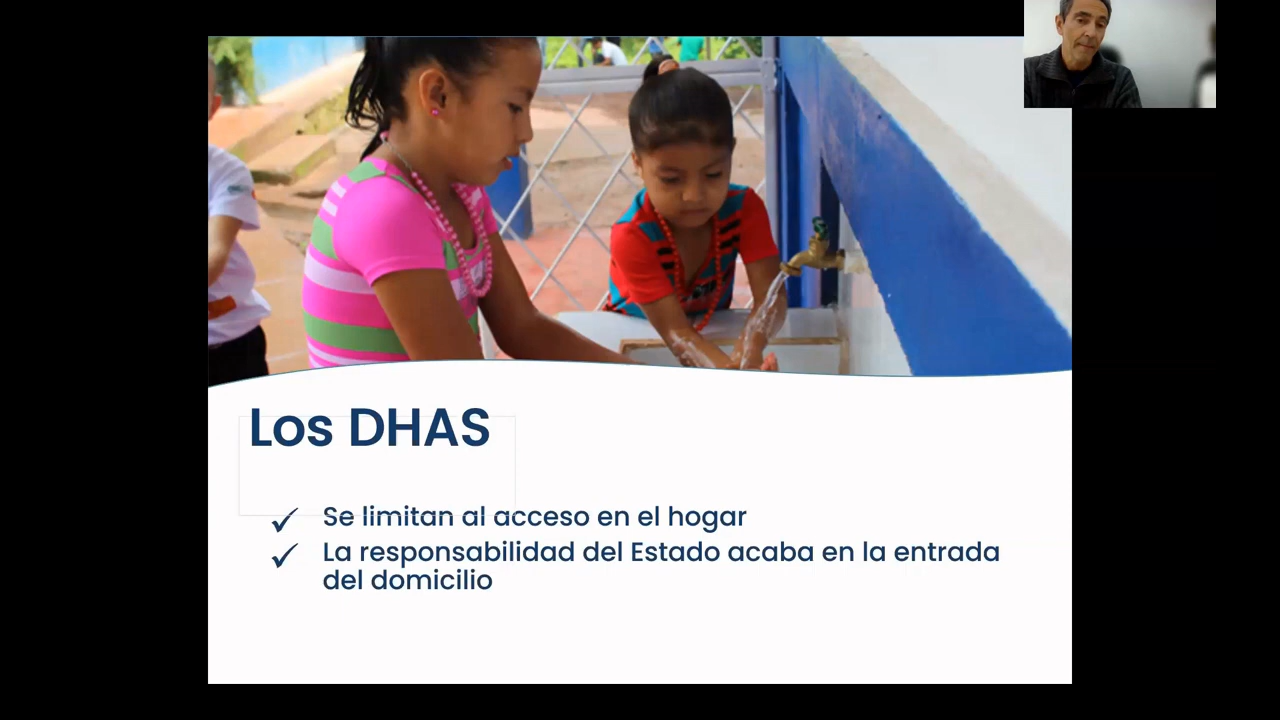 Los DHAS
Se limitan al acceso en el hogar
La responsabilidad del Estado acaba en la entrada
del domicilio